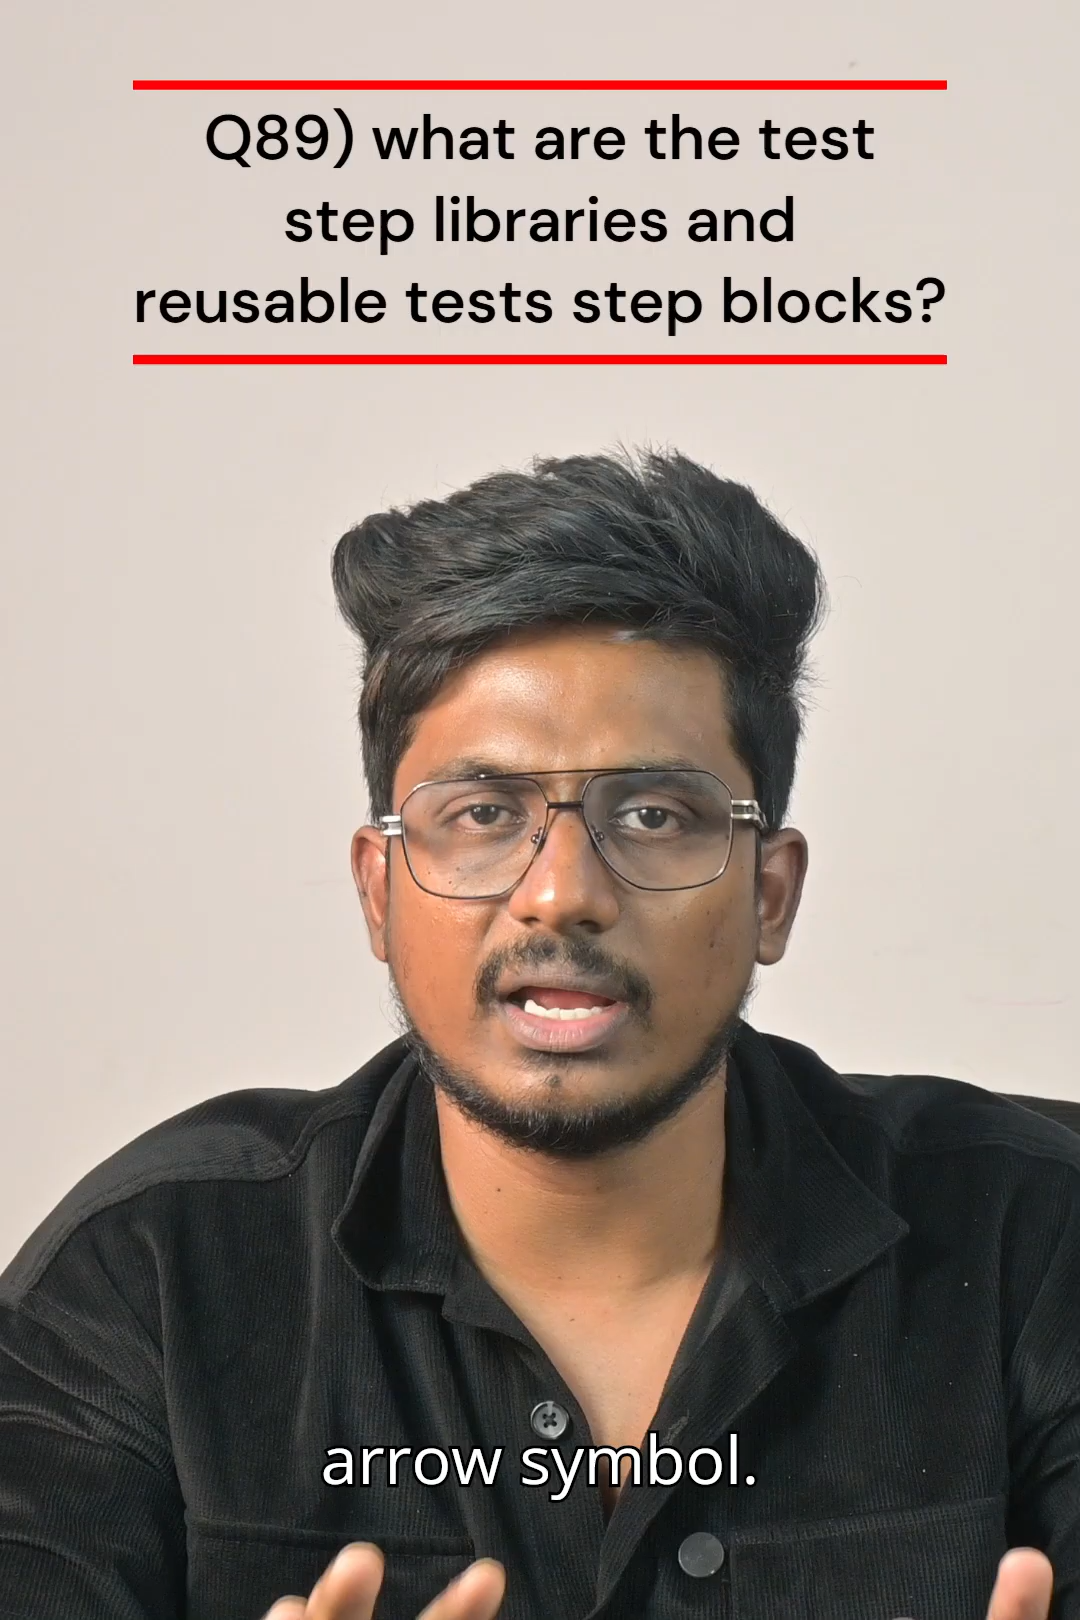 Q89) what are the test
step libraries and
reusable tests step blocks?
arrow symbol.